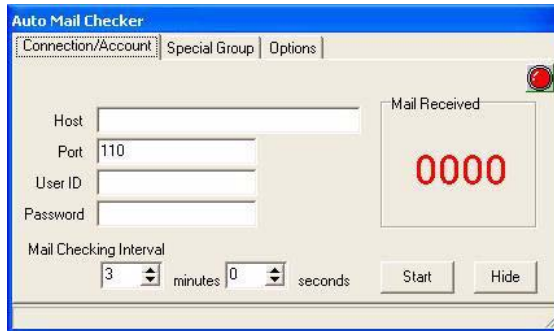 Auto Mail Checker
Connection/Account Special Group Options
Mail Received
Host
Port 110
0000
User ID
Password
Mail Checking Interval
3 minutes 0 seconds Start Hide